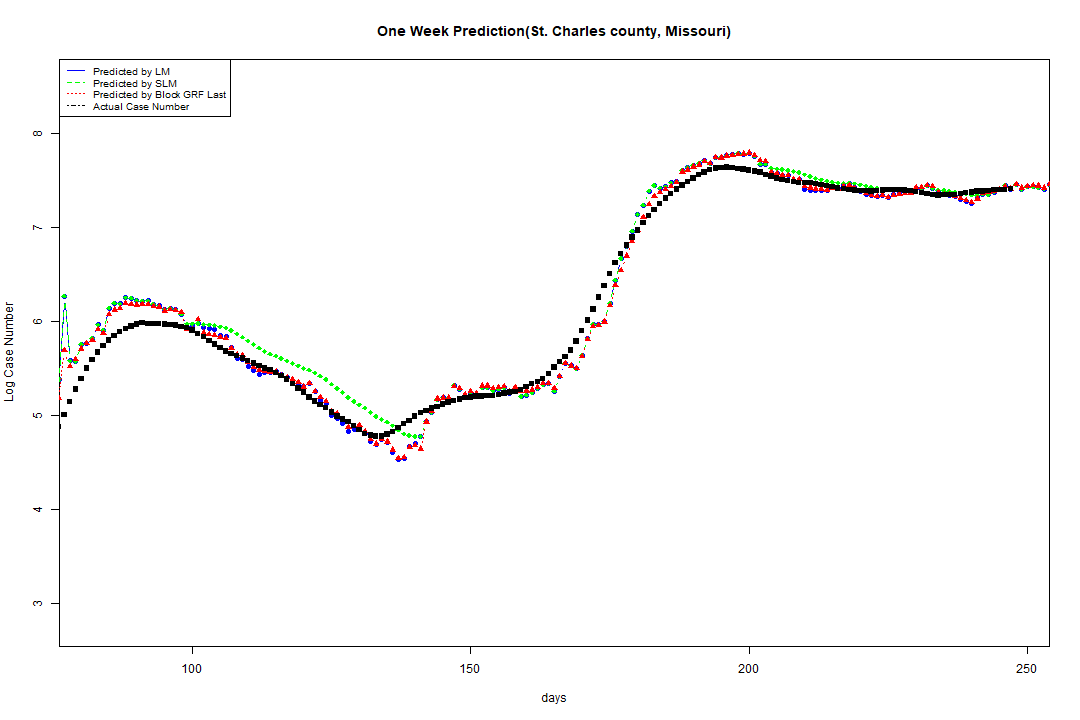 One Week Prediction(St. Charles county, Missouri)
Predicted by LM
Predicted by SLM
Predicted by Block GRF Last
Actual Case Number
8
7
6
5
4
3
Log Case Number
100 150 200 250
days